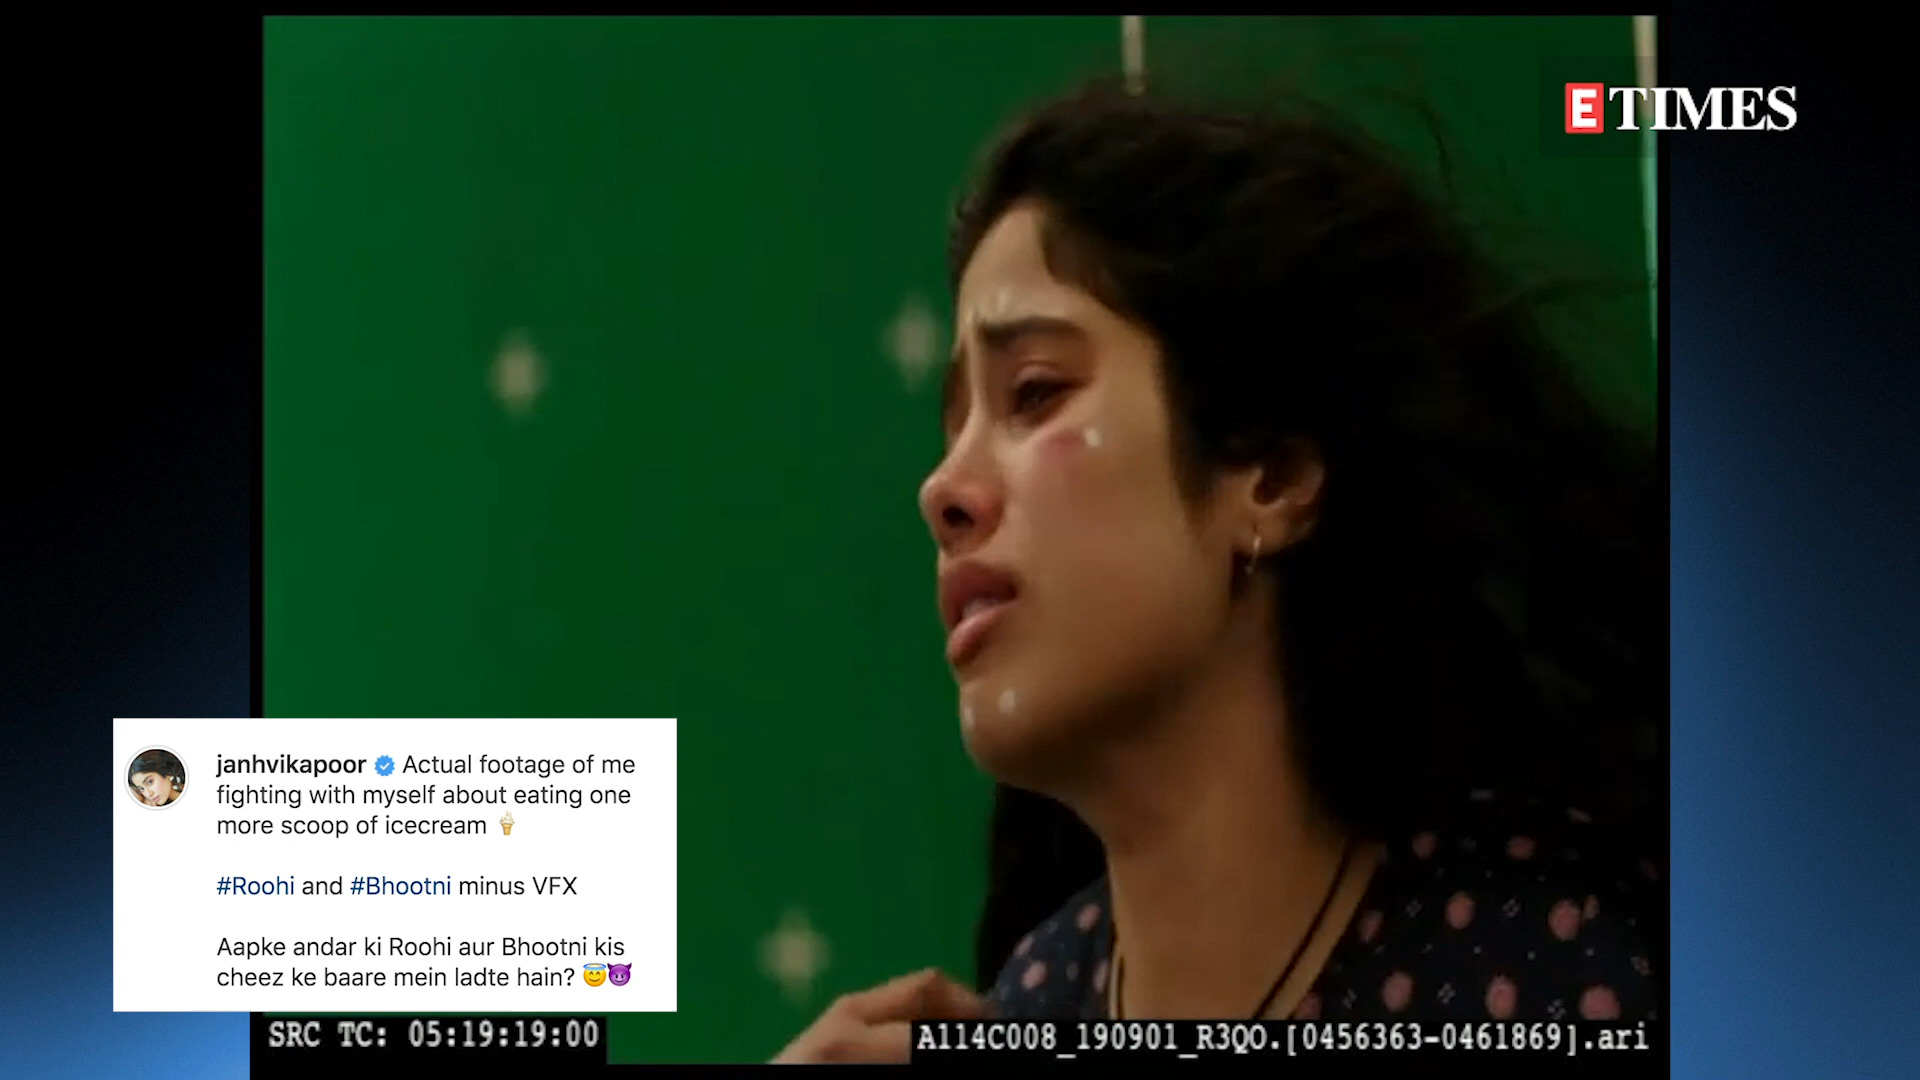 ETIMES
janhvikapoor Actual footage of me
fighting with myself about eating one
more scoop of icecream 🍦
#Roohi and #Bhootni minus VFX
Aapke andar ki Roohi aur Bhootni kis
cheez ke baare mein ladte hain? 😇😈
SRC TC: 05:19:19:00
A114C008_190901_R3QO.[0456363-0461869].ari